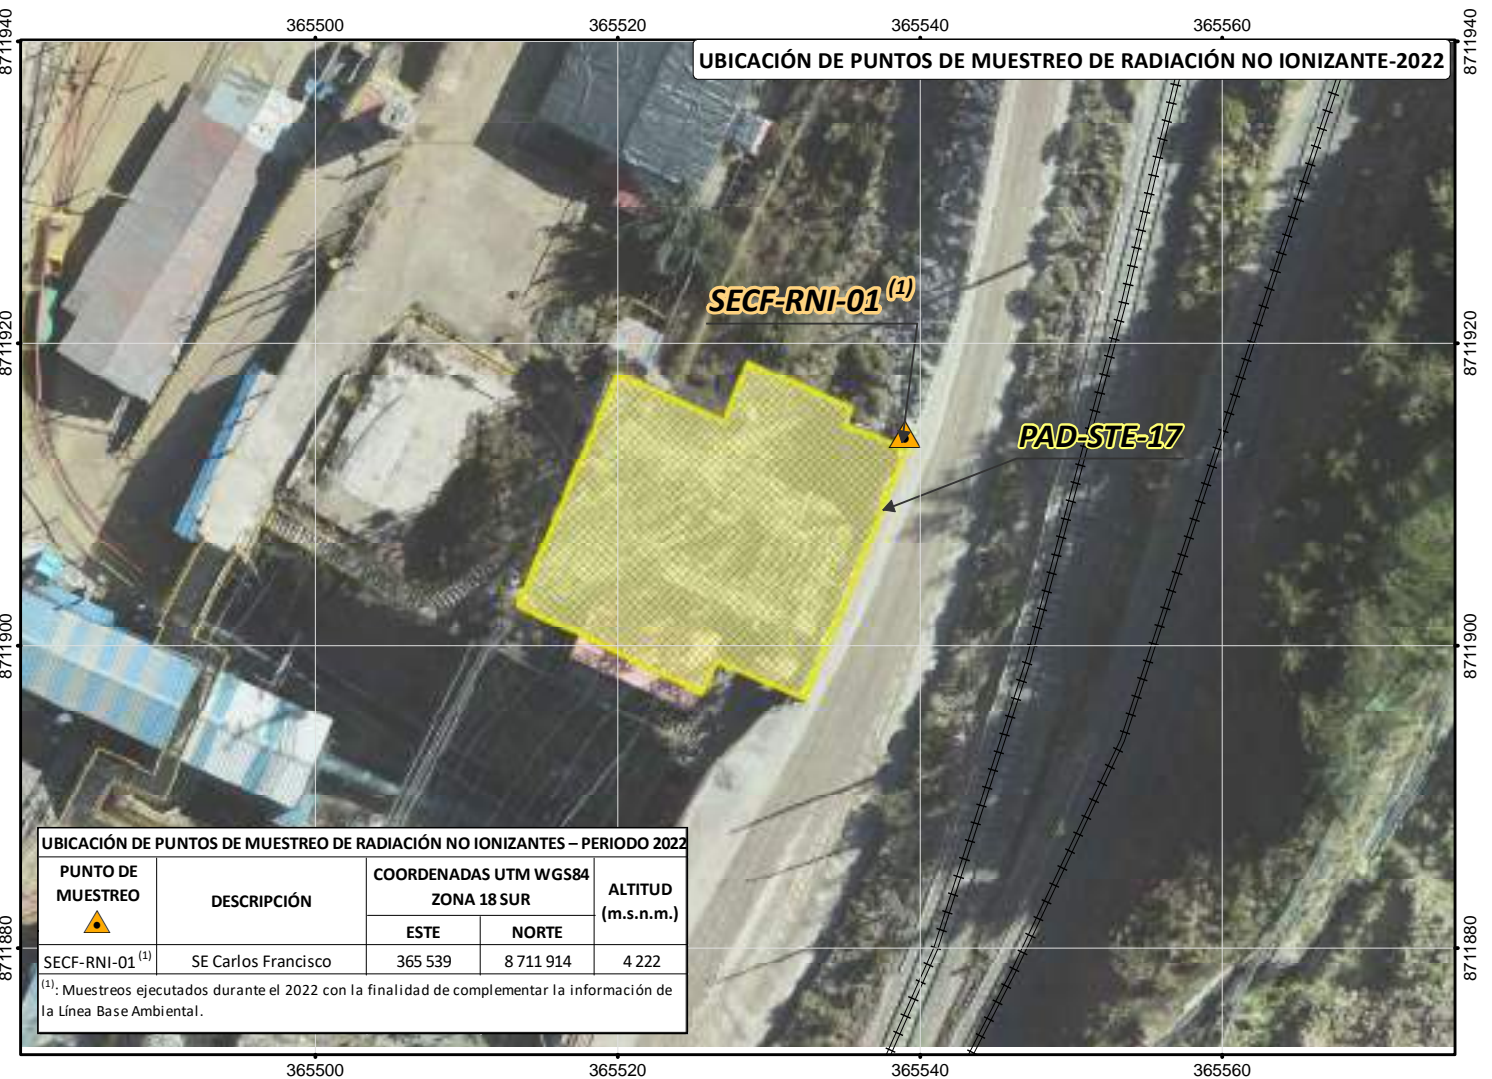 365500 365520 365540 365560
8711940 8711940
UBICACIÓN DE PUNTOS DE MUESTREO DE RADIACIÓN NO IONIZANTE-2022
SECF-RNI-01 (1)
8711920 8711920
PAD-STE-17
8711900 8711900
UBICACIÓN DE PUNTOS DE MUESTREO DE RADIACIÓN NO IONIZANTES – PERIODO 2022
PUNTO DE MUESTREO
DESCRIPCIÓN
COORDENADAS UTM WGS84 ZONA 18 SUR
ALTITUD (m.s.n.m.)
ESTE NORTE
SECF-RNI-01 (1) SE Carlos Francisco 365 539 8 711 914 4 222
(1): Muestreos ejecutados durante el 2022 con la finalidad de complementar la información de
la Línea Base Ambiental.
8711880 8711880
365500 365520 365540 365560